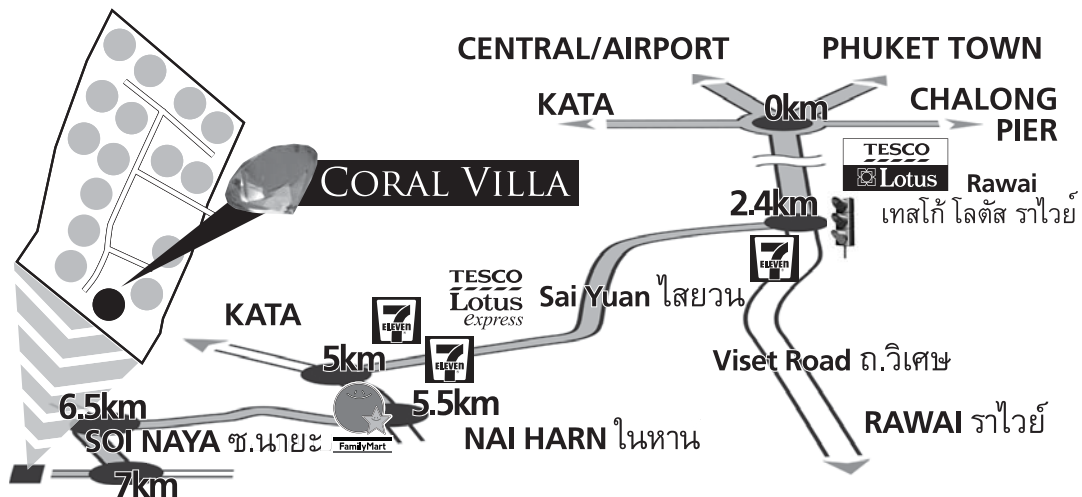 CENTRAL/AIRPORT
PHUKET TOWN
KATA
0km
CHALONG
PIER
TESCO
Lotus
Rawai
เทสโก้ โลตัส ราไวย์
CORAL VILLA
2.4km
7
ELEVEN
TESCO
Lotus
express
Sai Yuan ไสยวน
KATA
7
ELEVEN
7
ELEVEN
5km
Viset Road ถ.วิเศษ
6.5km
5.5km
SOI NAYA ซ.นายะ
FamilyMart
NAI HARN ในหาน
RAWAI ราไวย์
7km